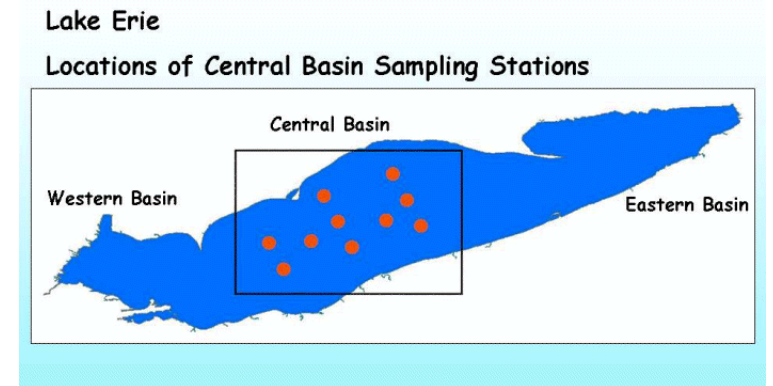 Lake Erie
Locations of Central Basin Sampling Stations
Central Basin
Western Basin
Eastern Basin